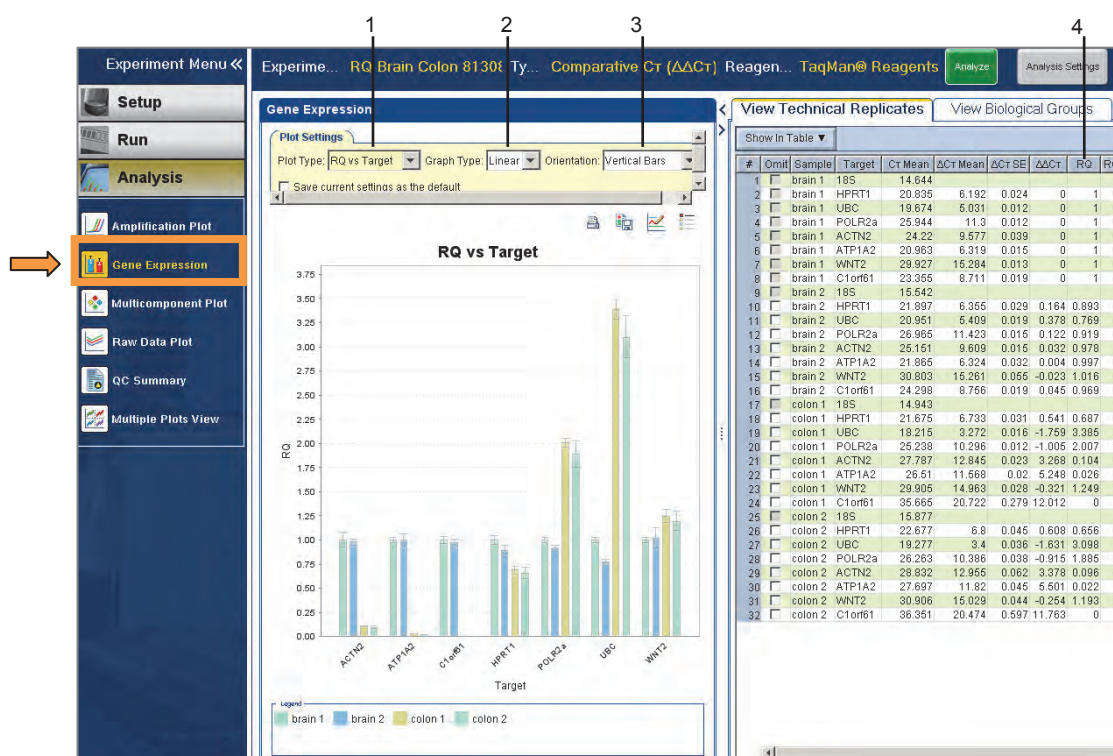 1 2 3 4
Experiment Menu «
Setup
Run
Analysis
Amplification Plot
Gene Expression
Multicomponent Plot
Raw Data Plot
QC Summary
Multiple Plots View
Experime... RQ Brain Colon 81308 Ty... Comparative Cт (ΔΔCт) Reagen... TaqMan® Reagents Analyze Analysis Settings
Gene Expression
Plot Settings
Plot Type: RQ vs Target Graph Type: Linear Orientation: Vertical Bars
Save current settings as the default
RQ vs Target
3.75
3.50
3.25
3.00
2.75
2.50
2.25
2.00
1.75
1.50
1.25
1.00
0.75
0.50
0.25
0.00
RQ
ACTN2 ATP1A2 C1orf61 HPRT1 POLR2a UBC WNT2
Target
Legend
brain 1 brain 2 colon 1 colon 2
View Technical Replicates View Biological Groups
Show In Table ▼
# Omit Sample Target Cт Mean ΔCт Mean ΔCт SE ΔΔCт RQ
1 brain 1 18S 14.644
2 brain 1 HPRT1 20.835 6.192 0.024 0 1
3 brain 1 UBC 19.674 5.031 0.012 0 1
4 brain 1 POLR2a 25.944 11.3 0.012 0 1
5 brain 1 ACTN2 24.22 9.577 0.039 0 1
6 brain 1 ATP1A2 20.963 6.319 0.015 0 1
7 brain 1 WNT2 29.927 15.284 0.013 0 1
8 brain 1 C1orf61 23.355 8.711 0.019 0 1
9 brain 2 18S 15.542
10 brain 2 HPRT1 21.897 6.355 0.029 0.164 0.893
11 brain 2 UBC 20.951 5.409 0.019 0.378 0.769
12 brain 2 POLR2a 26.965 11.423 0.015 0.122 0.919
13 brain 2 ACTN2 25.151 9.609 0.015 0.032 0.978
14 brain 2 ATP1A2 21.865 6.324 0.032 0.004 0.997
15 brain 2 WNT2 30.803 15.261 0.055 -0.023 1.016
16 brain 2 C1orf61 24.298 8.756 0.019 0.045 0.969
17 colon 1 18S 14.943
18 colon 1 HPRT1 21.675 6.733 0.031 0.541 0.687
19 colon 1 UBC 18.215 3.272 0.016 -1.759 3.385
20 colon 1 POLR2a 25.238 10.296 0.012 -1.005 2.007
21 colon 1 ACTN2 27.787 12.845 0.023 3.268 0.104
22 colon 1 ATP1A2 26.51 11.568 0.02 5.248 0.026
23 colon 1 WNT2 29.905 14.963 0.028 -0.321 1.249
24 colon 1 C1orf61 35.665 20.722 0.279 12.012 0
25 colon 2 18S 15.877
26 colon 2 HPRT1 22.677 6.8 0.045 0.608 0.656
27 colon 2 UBC 19.277 3.4 0.036 -1.631 3.098
28 colon 2 POLR2a 26.263 10.386 0.038 -0.915 1.885
29 colon 2 ACTN2 28.832 12.955 0.062 3.378 0.096
30 colon 2 ATP1A2 27.697 11.82 0.045 5.501 0.022
31 colon 2 WNT2 30.906 15.029 0.044 -0.254 1.193
32 colon 2 C1orf61 36.351 20.474 0.597 11.763 0